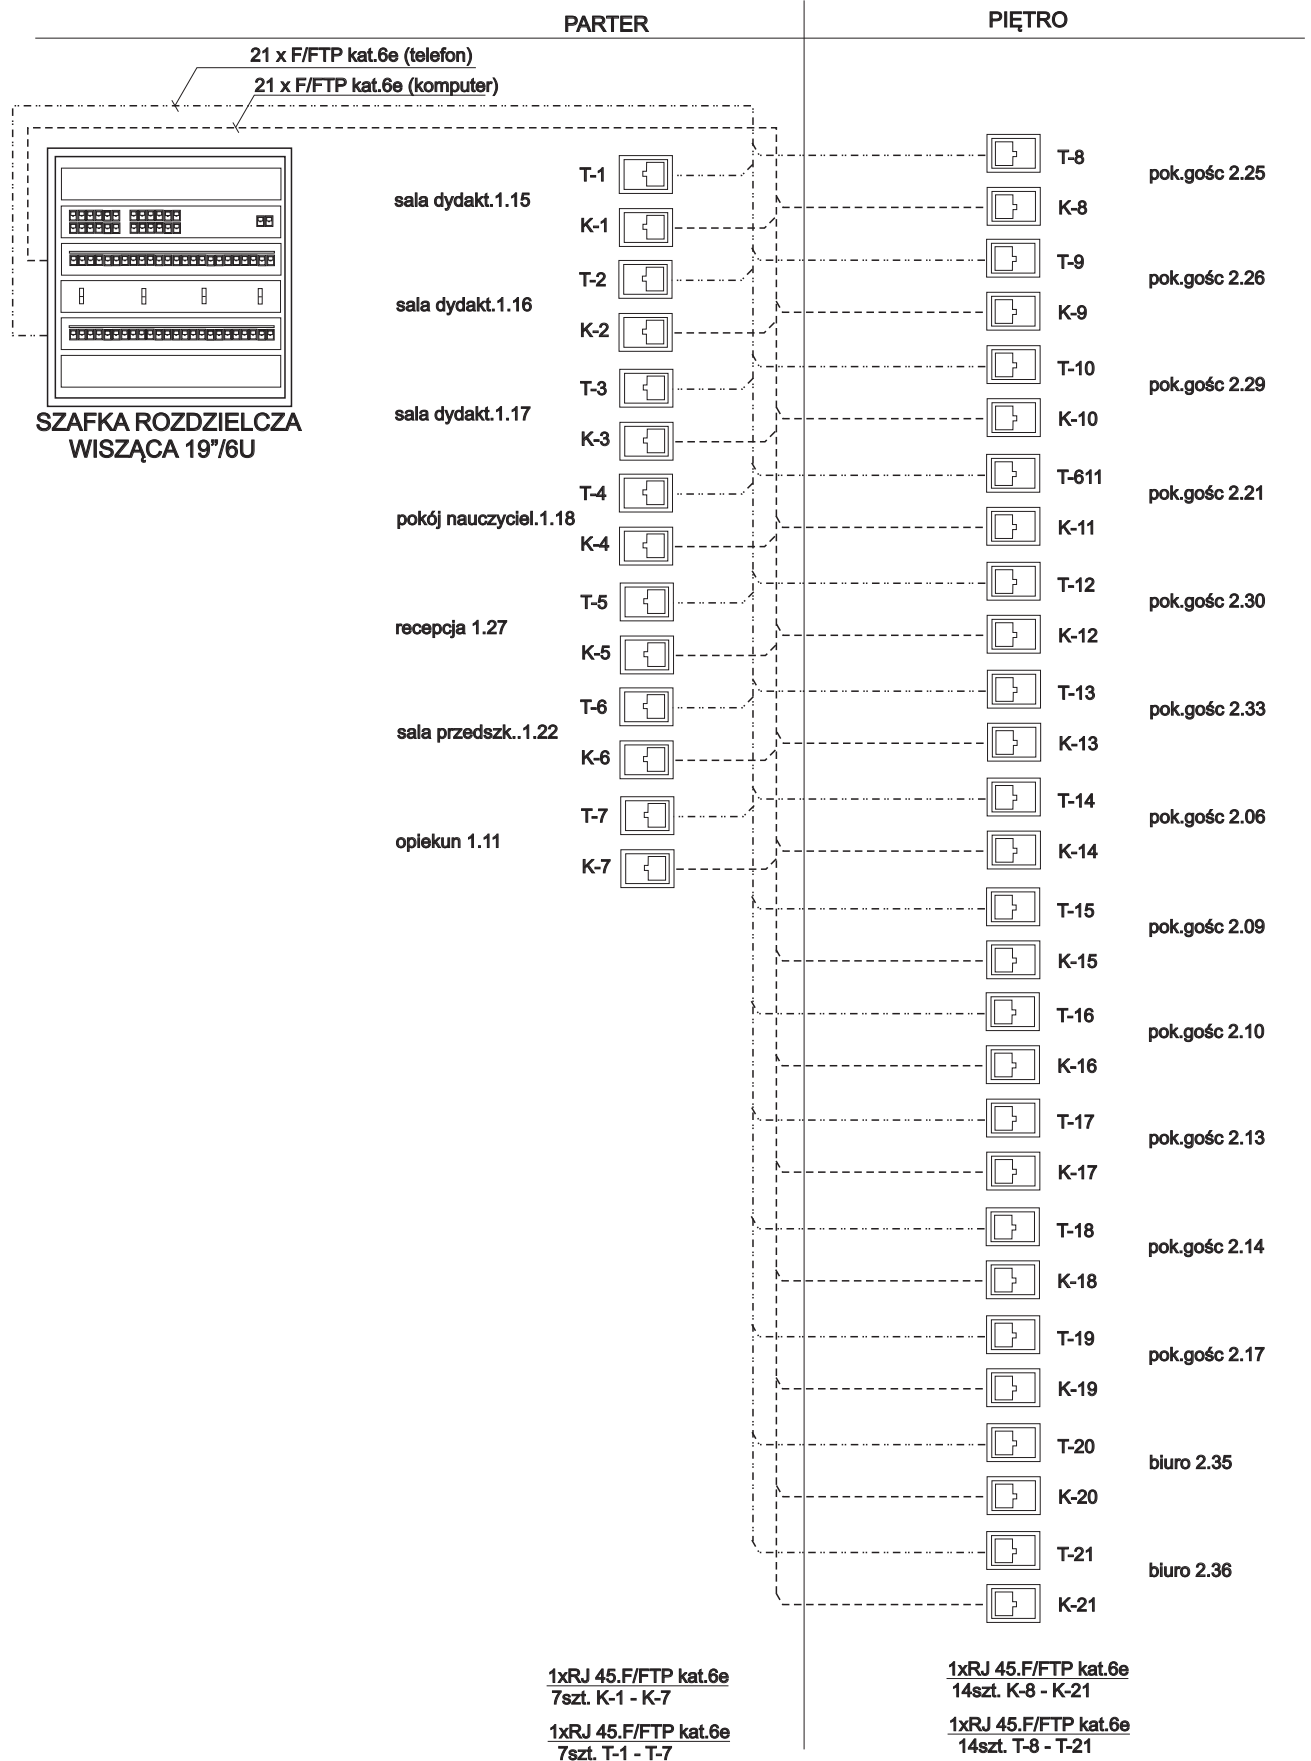 PARTER
PIĘTRO
21 x F/FTP kat.6e (telefon)
21 x F/FTP kat.6e (komputer)
SZAFKA ROZDZIELCZA
WISZĄCA 19"/6U
T-1
sala dydakt.1.15
K-1
T-2
sala dydakt.1.16
K-2
T-3
sala dydakt.1.17
K-3
T-4
pokój nauczyciel.1.18
K-4
T-5
recepcja 1.27
K-5
T-6
sala przedszk..1.22
K-6
T-7
opiekun 1.11
K-7
T-8
pok.gośc 2.25
K-8
T-9
pok.gośc 2.26
K-9
T-10
pok.gośc 2.29
K-10
T-611
pok.gośc 2.21
K-11
T-12
pok.gośc 2.30
K-12
T-13
pok.gośc 2.33
K-13
T-14
pok.gośc 2.06
K-14
T-15
pok.gośc 2.09
K-15
T-16
pok.gośc 2.10
K-16
T-17
pok.gośc 2.13
K-17
T-18
pok.gośc 2.14
K-18
T-19
pok.gośc 2.17
K-19
T-20
biuro 2.35
K-20
T-21
biuro 2.36
K-21
1xRJ 45.F/FTP kat.6e
7szt. K-1 - K-7
1xRJ 45.F/FTP kat.6e
7szt. T-1 - T-7
1xRJ 45.F/FTP kat.6e
14szt. K-8 - K-21
1xRJ 45.F/FTP kat.6e
14szt. T-8 - T-21